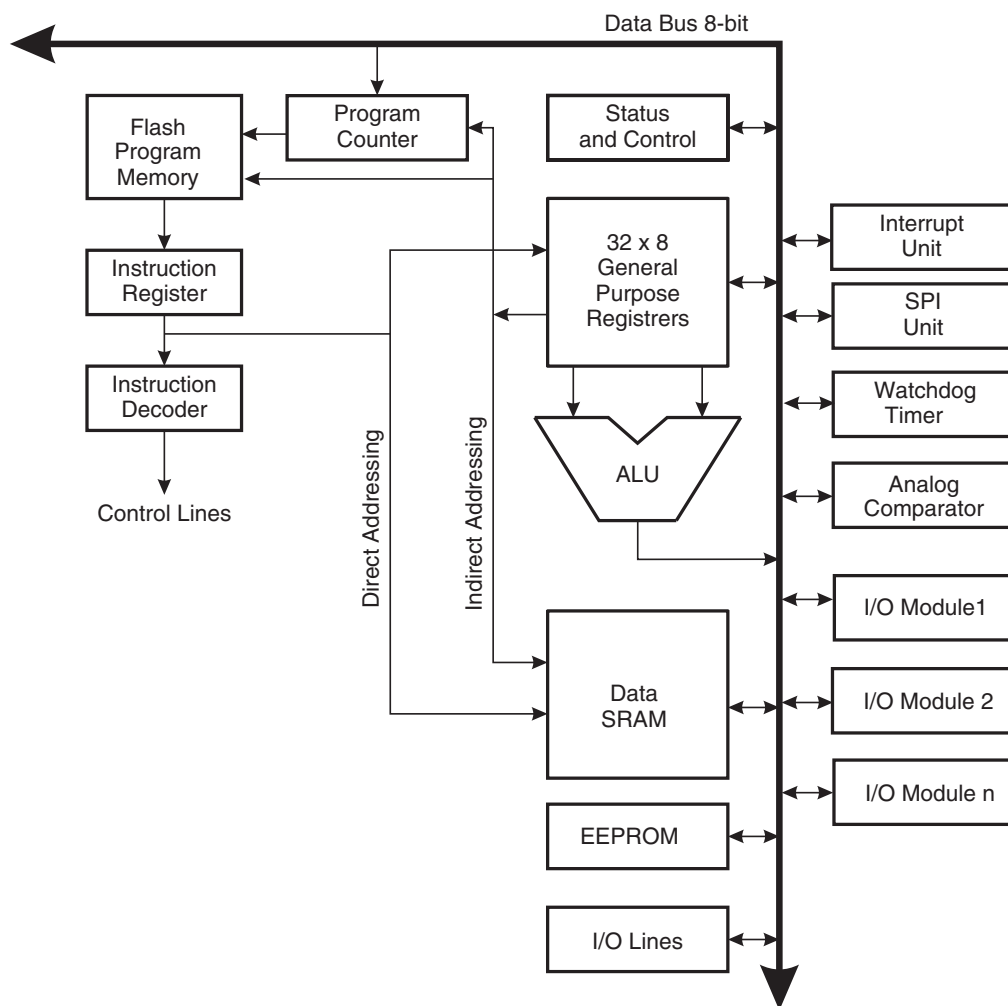 Data Bus 8-bit
Flash
Program
Memory
Program
Counter
Status
and Control
Instruction
Register
32 x 8
General
Purpose
Registrers
Interrupt
Unit
SPI
Unit
Instruction
Decoder
Watchdog
Timer
Control Lines
Direct Addressing
Indirect Addressing
ALU
Analog
Comparator
I/O Module1
Data
SRAM
I/O Module 2
I/O Module n
EEPROM
I/O Lines